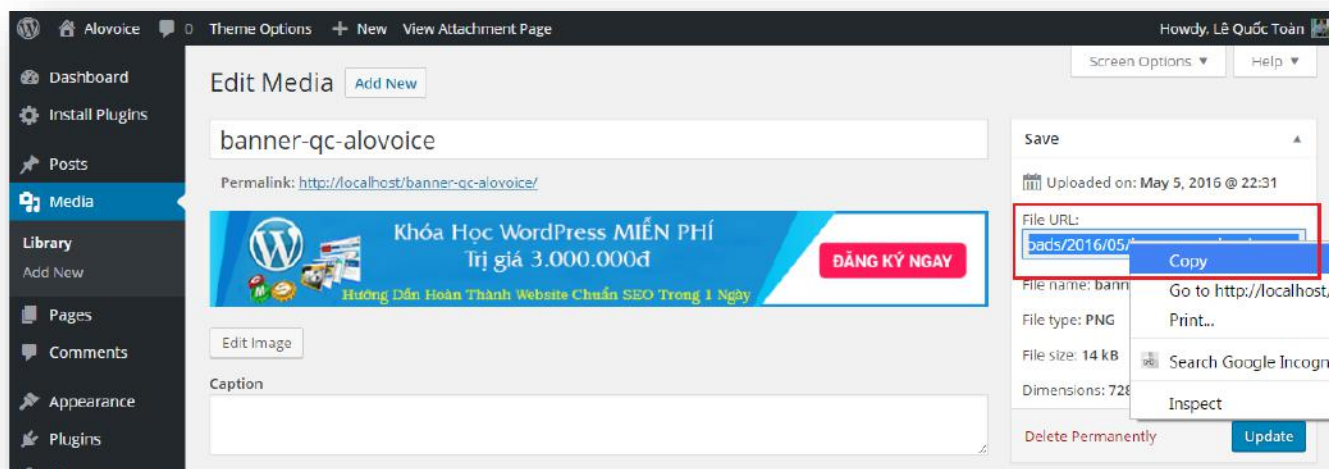 Alovoice 0 Theme Options + New View Attachment Page Howdy, Lê Quốc Toàn
Screen Options ▼ Help ▼
Dashboard
Install Plugins
Posts
Media
Library
Add New
Pages
Comments
Appearance
Plugins
Edit Media Add New
banner-qc-alovoice
Permalink: http://localhost/banner-qc-alovoice/
Khóa Học WordPress MIỄN PHÍ
Trị giá 3.000.000đ
ĐĂNG KÝ NGAY
Hướng Dẫn Hoàn Thành Website Chuẩn SEO Trong 1 Ngày
Edit Image
Caption
Save
Uploaded on: May 5, 2016 @ 22:31
File URL:
oads/2016/05/
File name: bann
File type: PNG
File size: 14 kB
Dimensions: 728
Delete Permanently Update
Copy
Go to http://localhost/
Print...
Search Google Incogn
Inspect